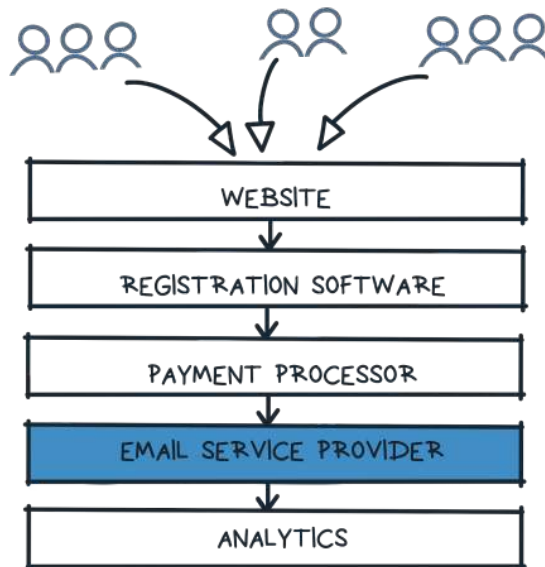 WEBSITE
REGISTRATION SOFTWARE
PAYMENT PROCESSOR
EMAIL SERVICE PROVIDER
ANALYTICS